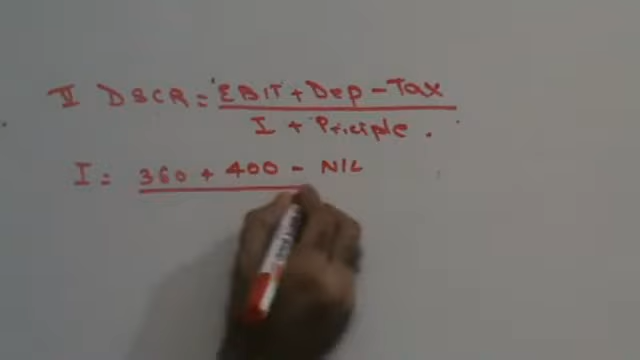 II DSCR = EBIT + Dep - Tax
I + Priciple.
I = 360 + 400 - NIL